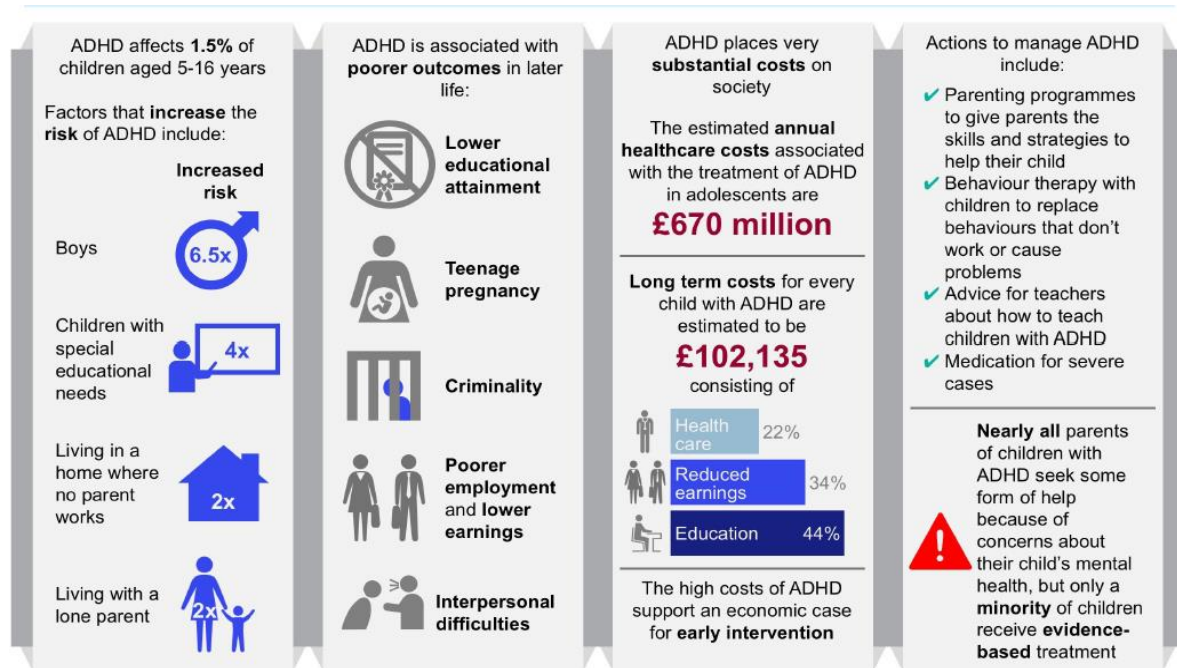 ADHD affects 1.5% of
children aged 5-16 years
Factors that increase the
risk of ADHD include:
Increased
risk
Boys
6.5x
Children with
special
educational
needs
4x
Living in a
home where
no parent
works
2x
Living with a
lone parent
2x
ADHD is associated with
poorer outcomes in later
life:
Lower
educational
attainment
Teenage
pregnancy
Criminality
Poorer
employment
and lower
earnings
Interpersonal
difficulties
ADHD places very
substantial costs on
society
The estimated annual
healthcare costs associated
with the treatment of ADHD
in adolescents are
£670 million
Long term costs for every
child with ADHD are
estimated to be
£102,135
consisting of
Health
care
22%
Reduced
earnings
34%
Education 44%
The high costs of ADHD
support an economic case
for early intervention
Actions to manage ADHD
include:
✔ Parenting programmes
to give parents the
skills and strategies to
help their child
✔ Behaviour therapy with
children to replace
behaviours that don't
work or cause
problems
✔ Advice for teachers
about how to teach
children with ADHD
✔ Medication for severe
cases
Nearly all parents
of children with
ADHD seek some
form of help
because of
concerns about
their child's mental
health, but only a
minority of children
receive evidence-
based treatment